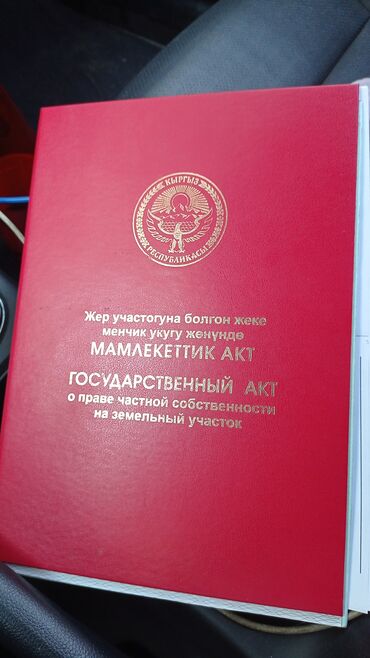 КЫРГЫЗ
РЕСПУБЛИКАСЫ
Жер участогуна болгон жеке
менчик укугу жөнүндө
МАМЛЕКЕТТИК АКТ
ГОСУДАРСТВЕННЫЙ АКТ
о праве частной собственности
на земельный участок